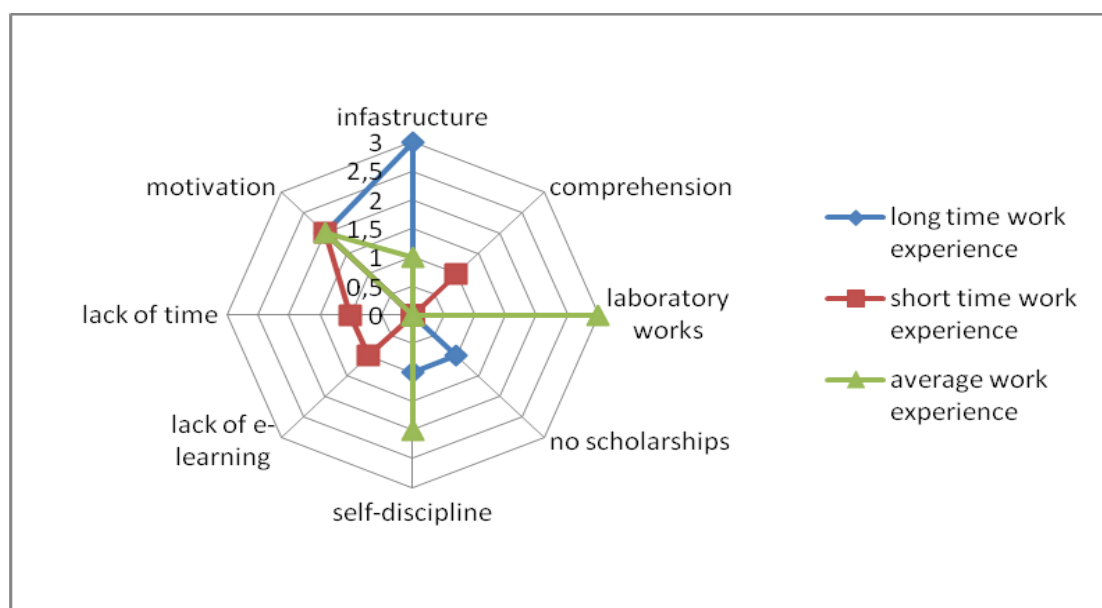 infastructure
3
2,5
2
1,5
1
0,5
0
comprehension
laboratory
works
no scholarships
self-discipline
lack of e-
learning
lack of time
motivation
long time work
experience
short time work
experience
average work
experience